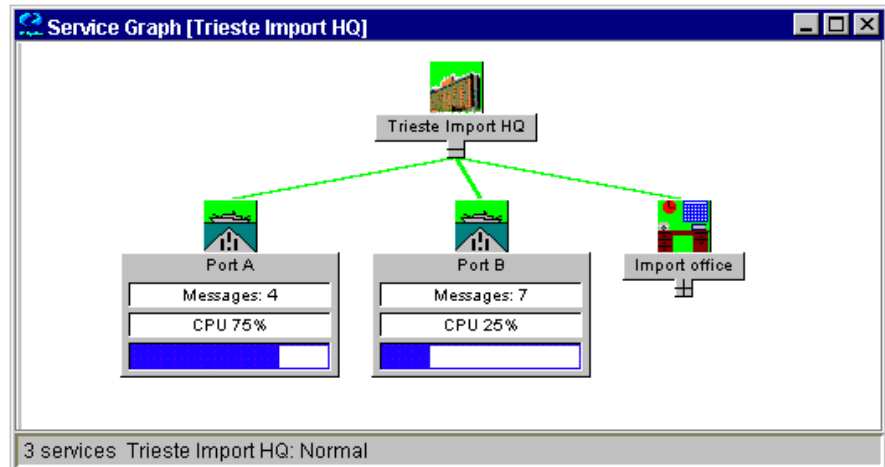 Service Graph [Trieste Import HQ]
Trieste Import HQ
Port A
Messages: 4
CPU 75%
Port B
Messages: 7
CPU 25%
Import office
3 services Trieste Import HQ: Normal